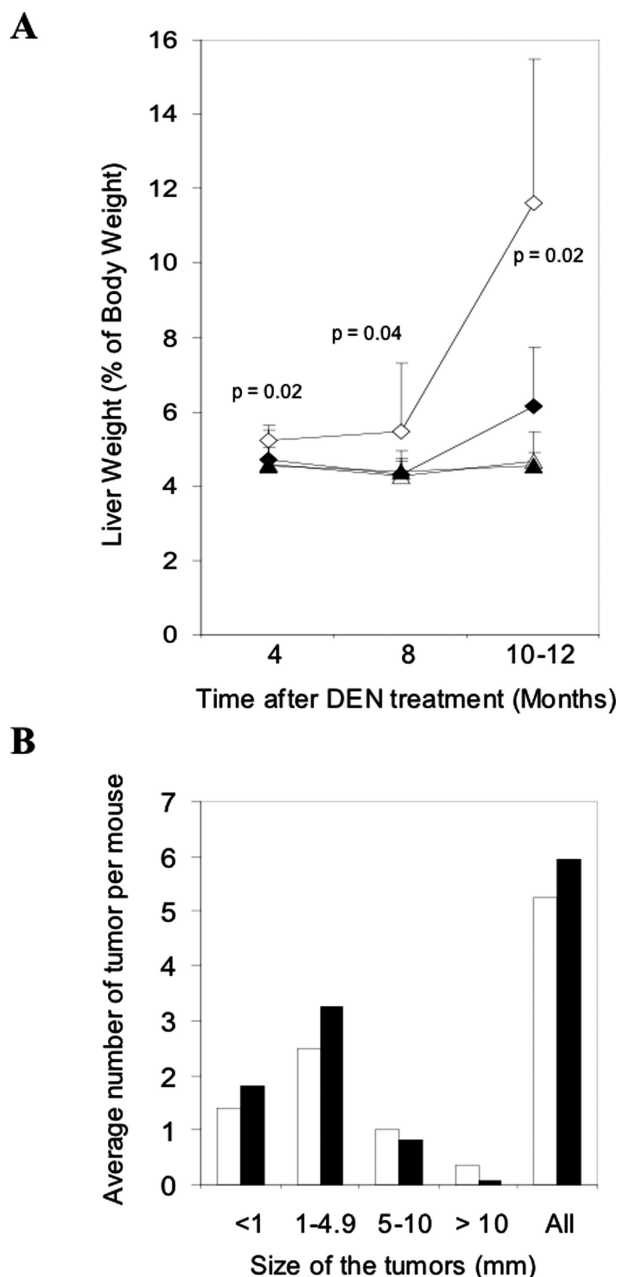 A
Liver Weight (% of Body Weight)
16
14
12
10
8
6
4
2
0
p = 0.02
p = 0.04
p = 0.02
4 8 10-12
Time after DEN treatment (Months)
B
Average number of tumor per mouse
7
6
5
4
3
2
1
0
<1 1-4.9 5-10 > 10 All
Size of the tumors (mm)